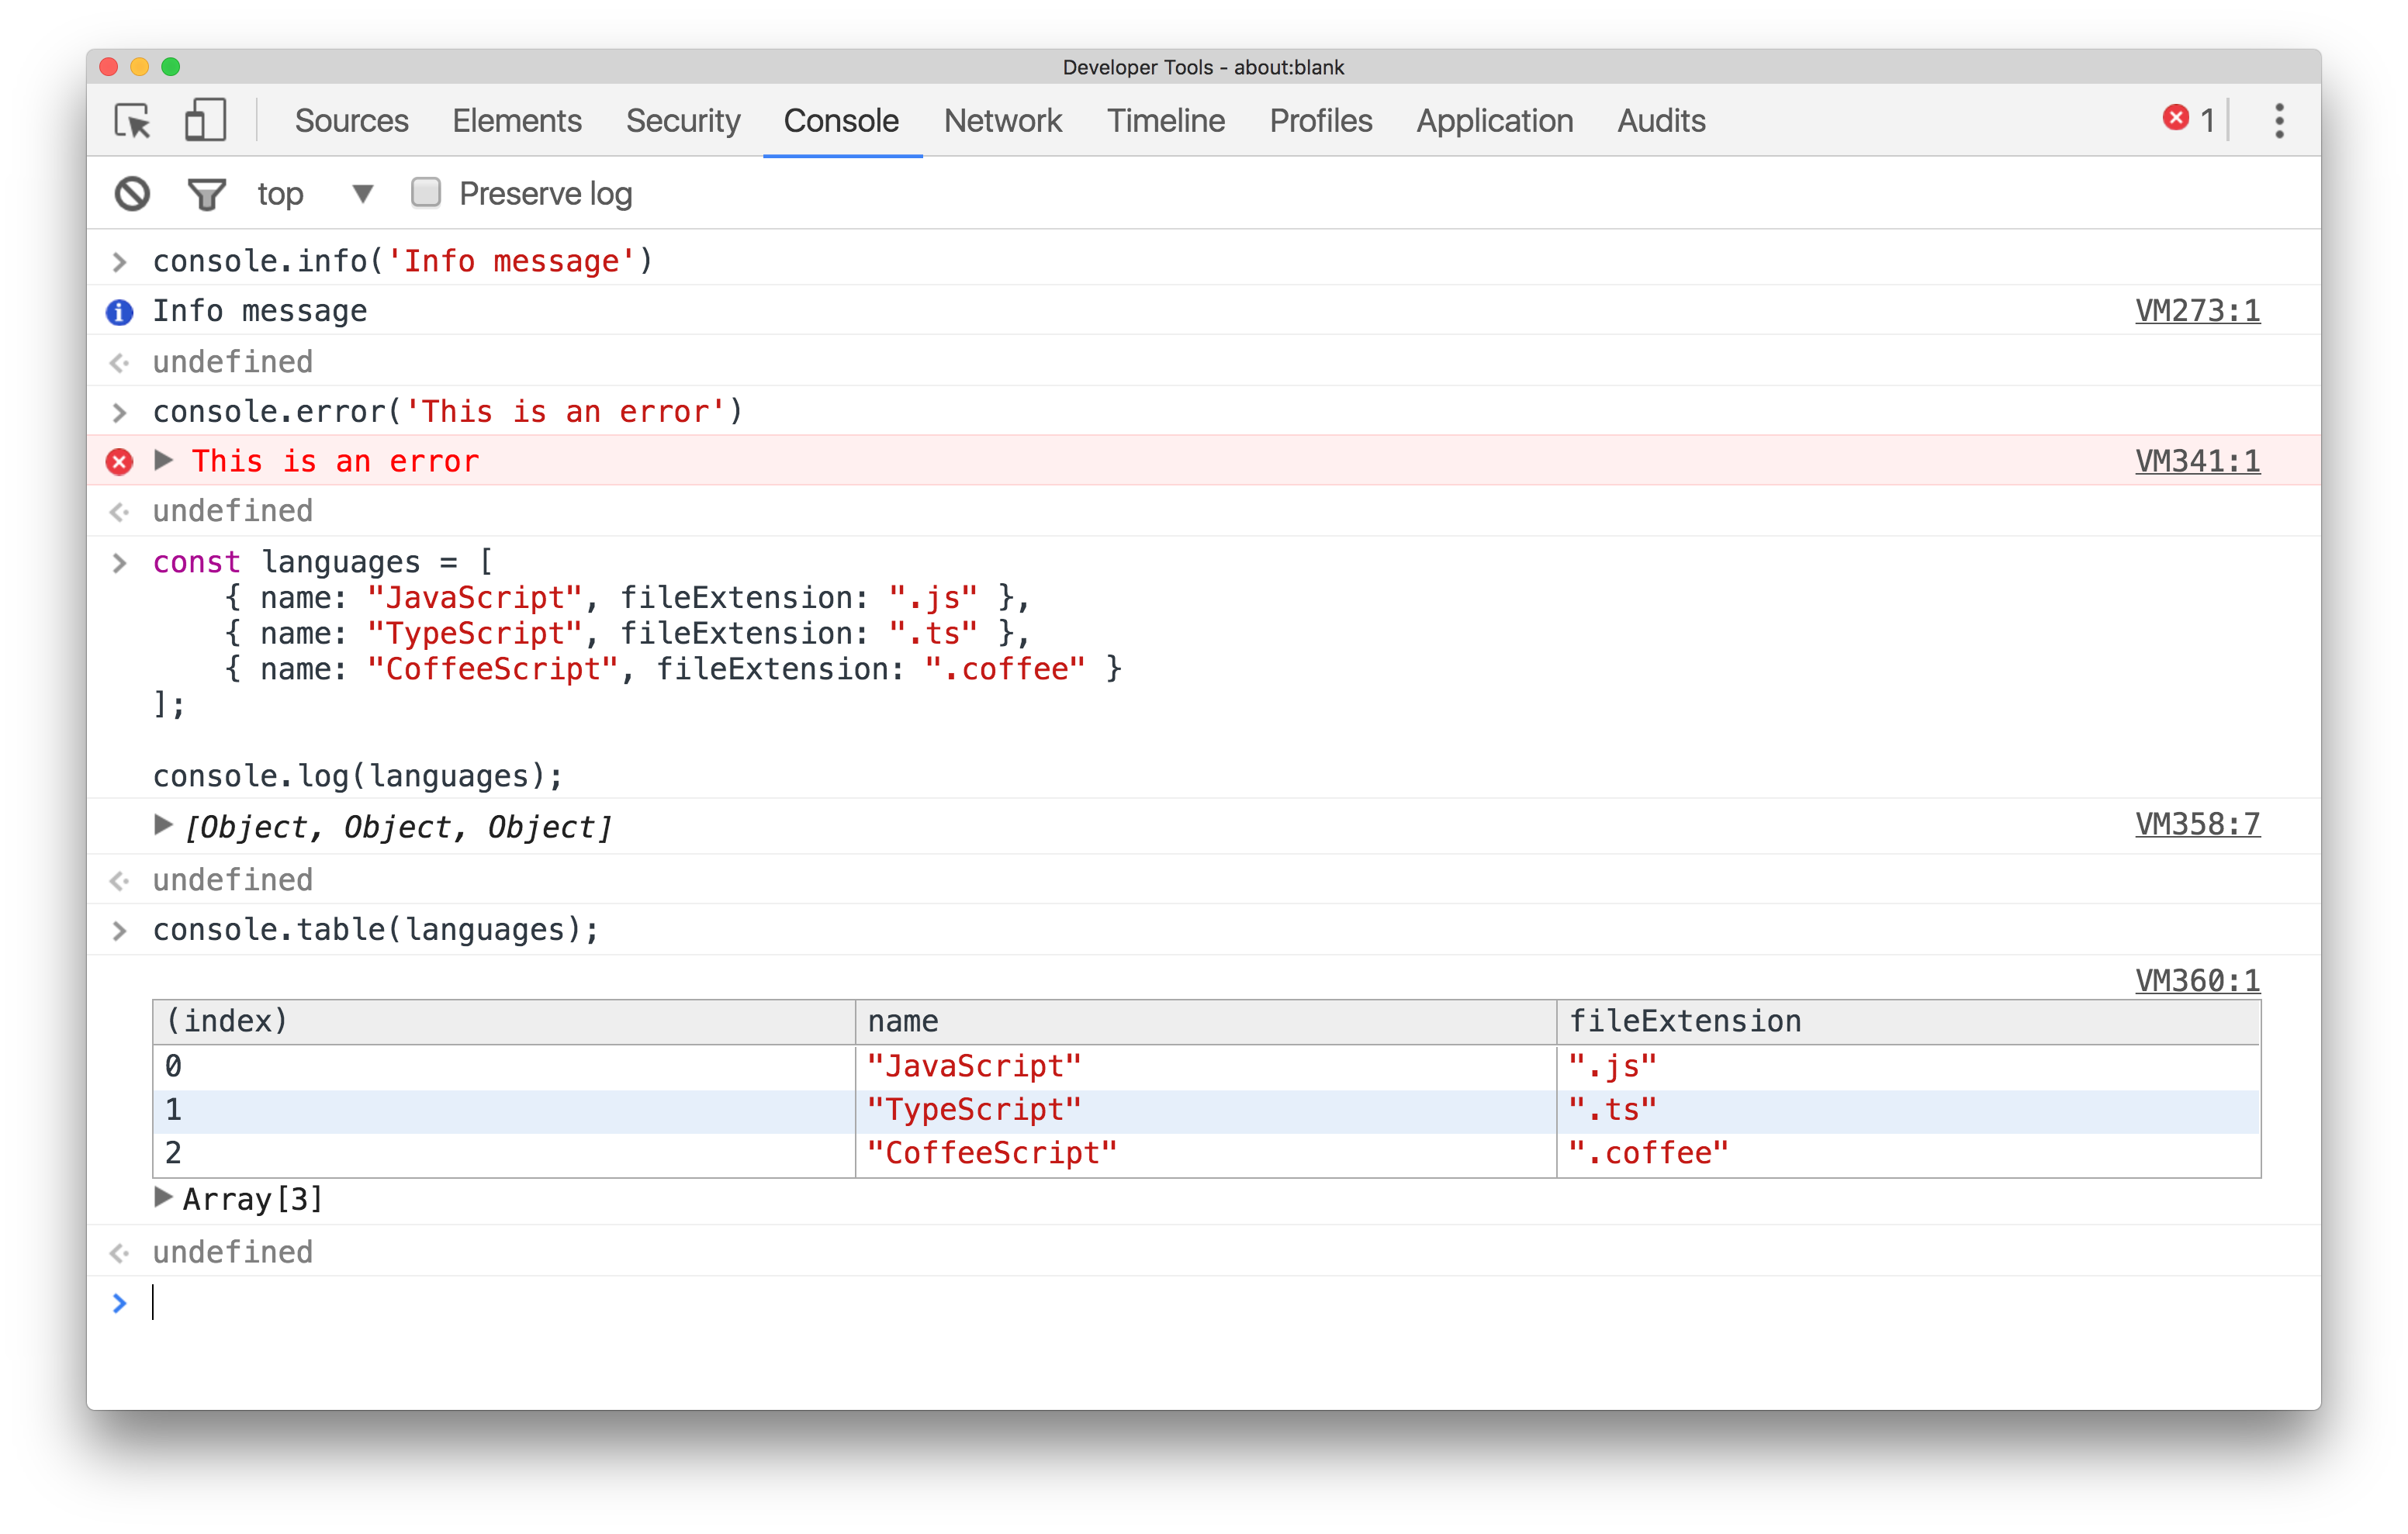 Developer Tools - about:blank
Sources Elements Security Console Network Timeline Profiles Application Audits 1
top Preserve log
console.info('Info message')
Info message VM273:1
undefined
console.error('This is an error')
This is an error VM341:1
undefined
const languages = [
    { name: "JavaScript", fileExtension: ".js" },
    { name: "TypeScript", fileExtension: ".ts" },
    { name: "CoffeeScript", fileExtension: ".coffee" }
];
console.log(languages);
[Object, Object, Object] VM358:7
undefined
console.table(languages);
VM360:1
(index) name fileExtension
0 "JavaScript" ".js"
1 "TypeScript" ".ts"
2 "CoffeeScript" ".coffee"
Array[3]
undefined